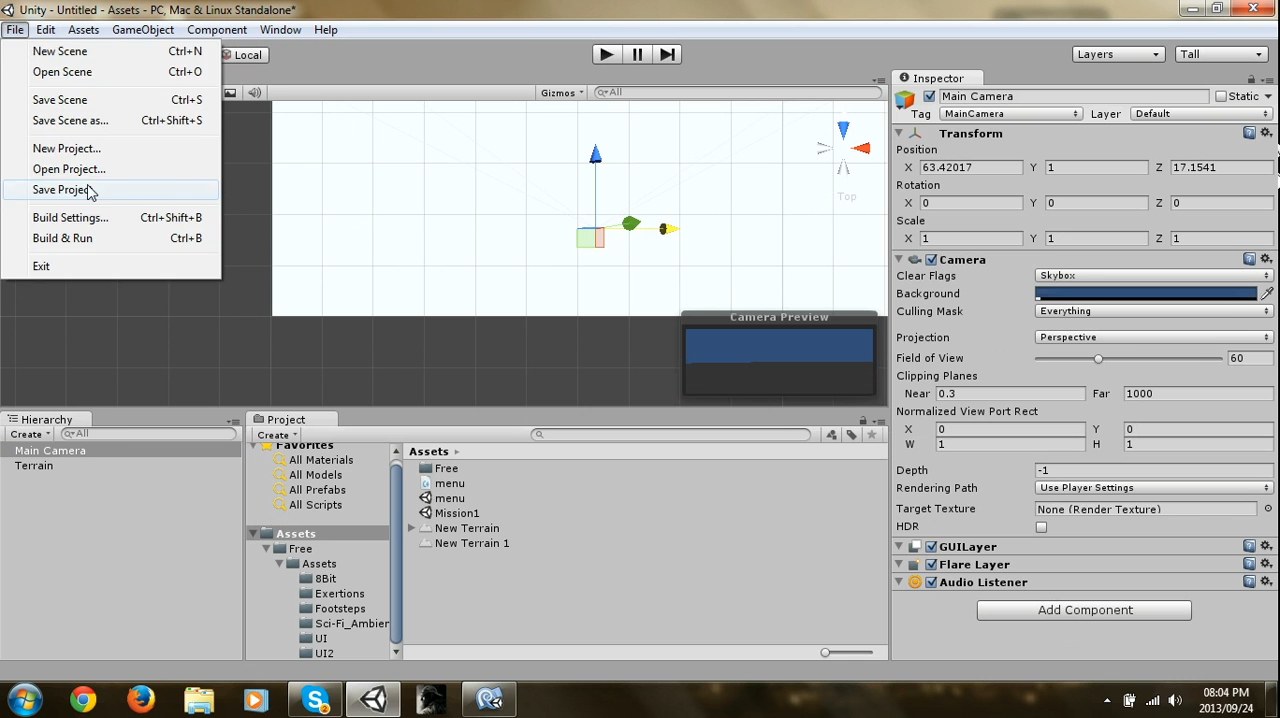 Unity - Untitled - Assets - PC, Mac & Linux Standalone*
File Edit Assets GameObject Component Window Help
New Scene Ctrl+N
Open Scene Ctrl+O
Save Scene Ctrl+S
Save Scene as... Ctrl+Shift+S
New Project...
Open Project...
Save Project
Build Settings... Ctrl+Shift+B
Build & Run Ctrl+B
Exit
Local
Layers
Tall
Gizmos
All
Top
Camera Preview
Inspector
Main Camera Static
Tag MainCamera Layer Default
Transform
Position
X 63.42017 Y 1 Z 17.1541
Rotation
X 0 Y 0 Z 0
Scale
X 1 Y 1 Z 1
Camera
Clear Flags Skybox
Background
Culling Mask Everything
Projection Perspective
Field of View 60
Clipping Planes
Near 0.3 Far 1000
Normalized View Port Rect
X 0 Y 0
W 1 H 1
Depth -1
Rendering Path Use Player Settings
Target Texture None (Render Texture)
HDR
GUILayer
Flare Layer
Audio Listener
Add Component
Hierarchy
Create All
Main Camera
Terrain
Project
Create
Favorites
All Materials
All Models
All Prefabs
All Scripts
Assets
Free
Assets
8Bit
Exertions
Footsteps
Sci-Fi_Ambier
UI
UI2
Assets
Free
menu
menu
Mission1
New Terrain
New Terrain 1
2
08:04 PM
2013/09/24